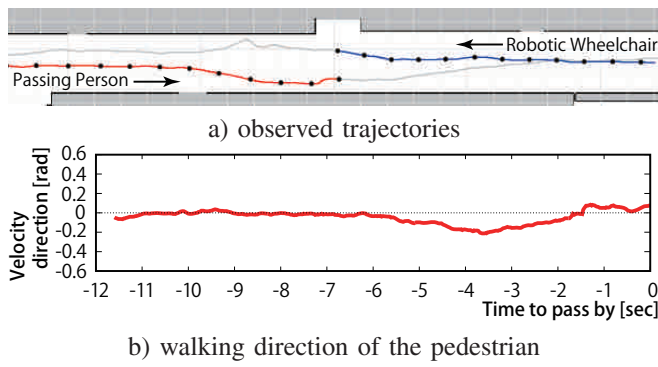 Robotic Wheelchair
Passing Person
a) observed trajectories
Velocity
direction [rad]
0.6
0.4
0.2
0
-0.2
-0.4
-0.6
-12 -11 -10 -9 -8 -7 -6 -5 -4 -3 -2 -1 0
Time to pass by [sec]
b) walking direction of the pedestrian